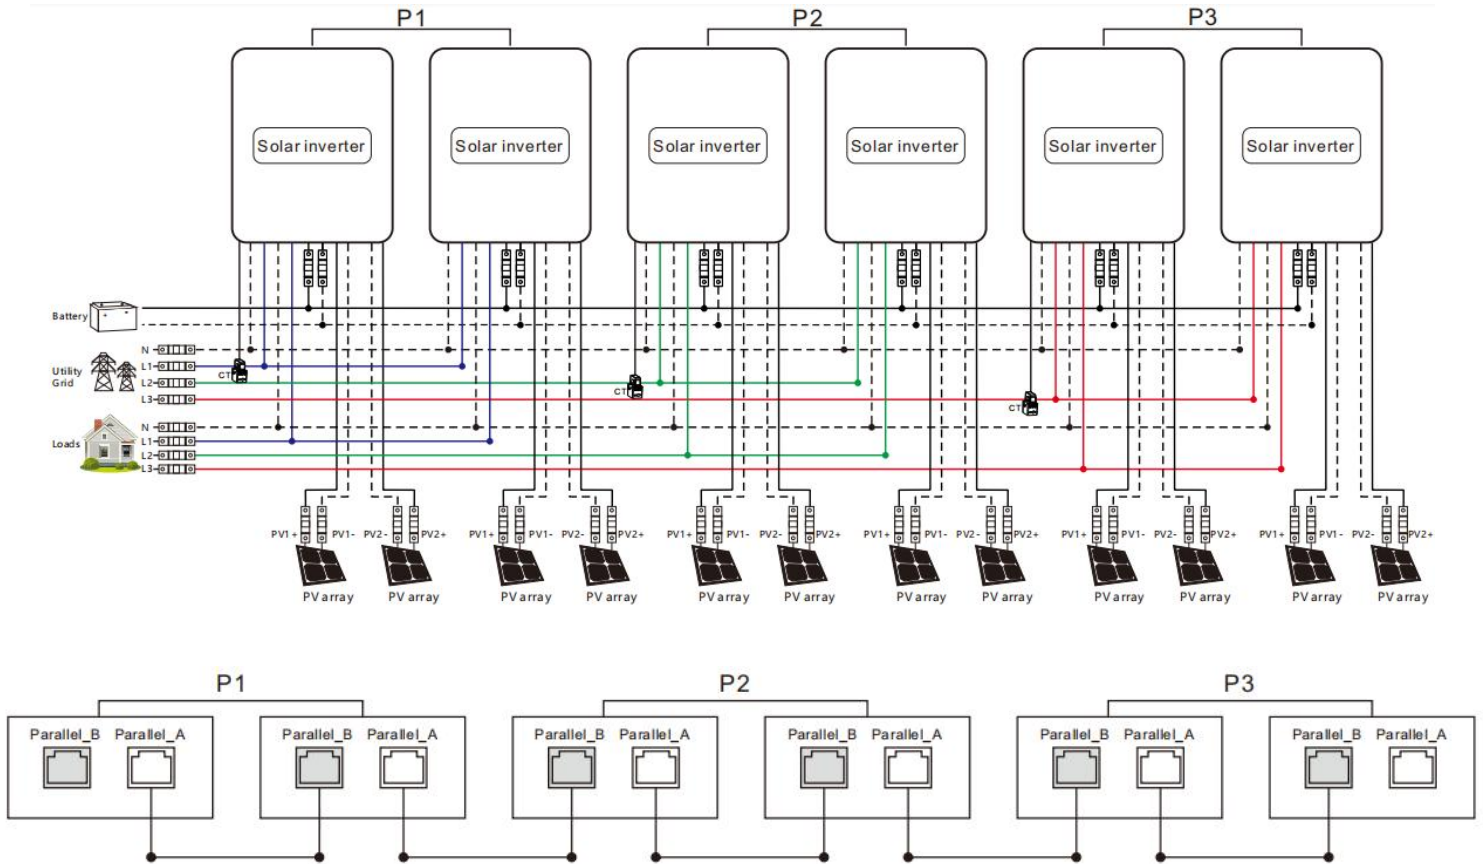 P1 P2 P3
Solar inverter Solar inverter Solar inverter Solar inverter Solar inverter Solar inverter
Battery
+ -
N
Utility
Grid
L1
L2
L3
CT CT CT
Loads
N
L1
L2
L3
PV1+ PV1- PV2- PV2+ PV1+ PV1- PV2- PV2+ PV1+ PV1- PV2- PV2+ PV1+ PV1- PV2- PV2+ PV1+ PV1- PV2- PV2+ PV1+ PV1- PV2- PV2+
PV array PV array PV array PV array PV array PV array PV array PV array PV array PV array PV array PV array
P1 P2 P3
Parallel_B Parallel_A Parallel_B Parallel_A Parallel_B Parallel_A Parallel_B Parallel_A Parallel_B Parallel_A Parallel_B Parallel_A